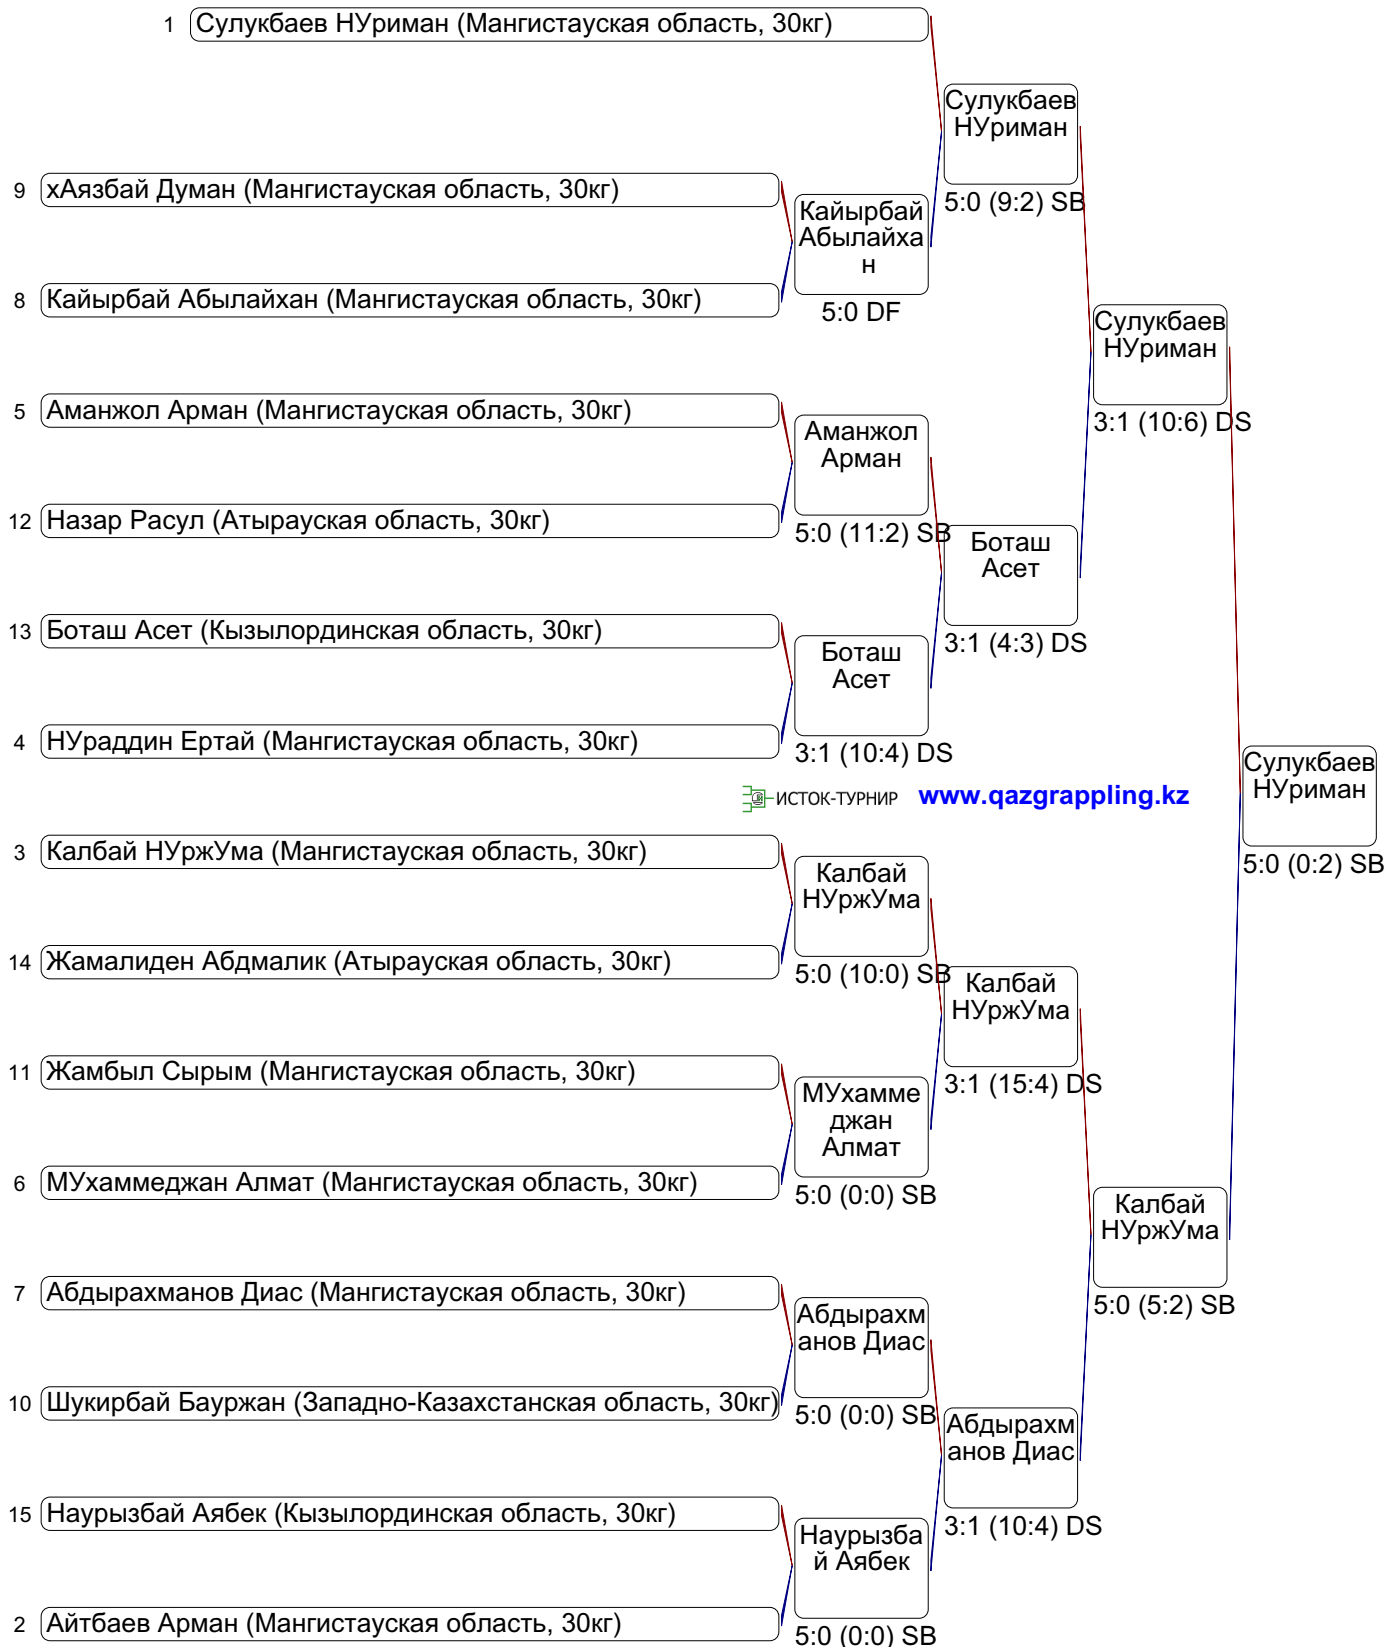 1 Сулукбаев НУриман (Мангистауская область, 30кг)
Сулукбаев
НУриман
5:0 (9:2) SB
9 хАязбай Думан (Мангистауская область, 30кг)
Кайырбай
Абылайха
н
5:0 DF
8 Кайырбай Абылайхан (Мангистауская область, 30кг)
Сулукбаев
НУриман
3:1 (10:6) DS
5 Аманжол Арман (Мангистауская область, 30кг)
Аманжол
Арман
5:0 (11:2) SB
12 Назар Расул (Атырауская область, 30кг)
Боташ
Асет
3:1 (4:3) DS
13 Боташ Асет (Кызылординская область, 30кг)
Боташ
Асет
3:1 (10:4) DS
4 НУраддин Ертай (Мангистауская область, 30кг)
Сулукбаев
НУриман
5:0 (0:2) SB
ИСТОК-ТУРНИР www.qazgrappling.kz
3 Калбай НУржУма (Мангистауская область, 30кг)
Калбай
НУржУма
5:0 (10:0) SB
14 Жамалиден Абдмалик (Атырауская область, 30кг)
Калбай
НУржУма
3:1 (15:4) DS
11 Жамбыл Сырым (Мангистауская область, 30кг)
МУхамме
джан
Алмат
5:0 (0:0) SB
6 МУхаммеджан Алмат (Мангистауская область, 30кг)
Калбай
НУржУма
5:0 (5:2) SB
7 Абдырахманов Диас (Мангистауская область, 30кг)
Абдырахм
анов Диас
5:0 (0:0) SB
10 Шукирбай Бауржан (Западно-Казахстанская область, 30кг)
Абдырахм
анов Диас
3:1 (10:4) DS
15 Наурызбай Аябек (Кызылординская область, 30кг)
Наурызба
й Аябек
5:0 (0:0) SB
2 Айтбаев Арман (Мангистауская область, 30кг)